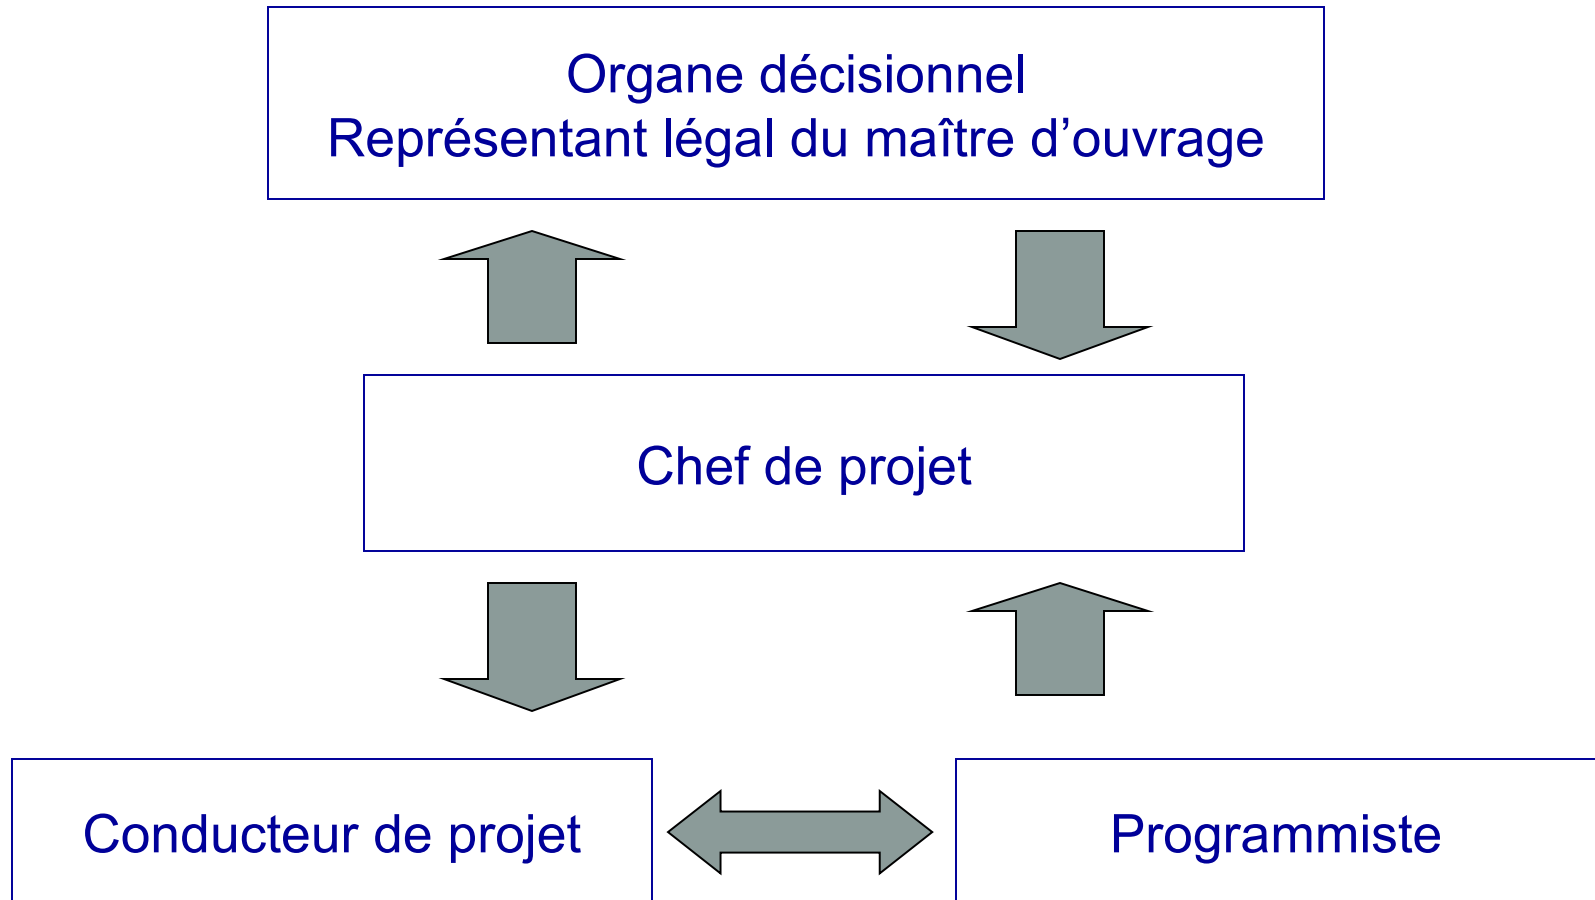 Organe décisionnel
Représentant légal du maître d’ouvrage
Chef de projet
Conducteur de projet
Programmiste